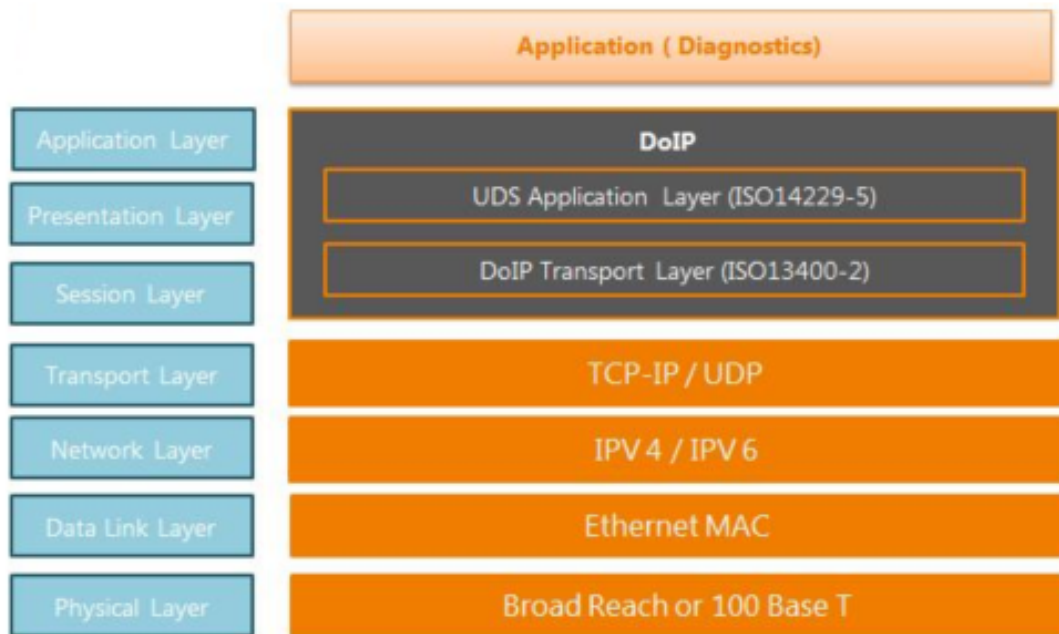 Application ( Diagnostics)
Application Layer
DoIP
UDS Application Layer (ISO14229-5)
Presentation Layer
DoIP Transport Layer (ISO13400-2)
Session Layer
Transport Layer
TCP-IP / UDP
Network Layer
IPV 4 / IPV 6
Data Link Layer
Ethernet MAC
Physical Layer
Broad Reach or 100 Base T